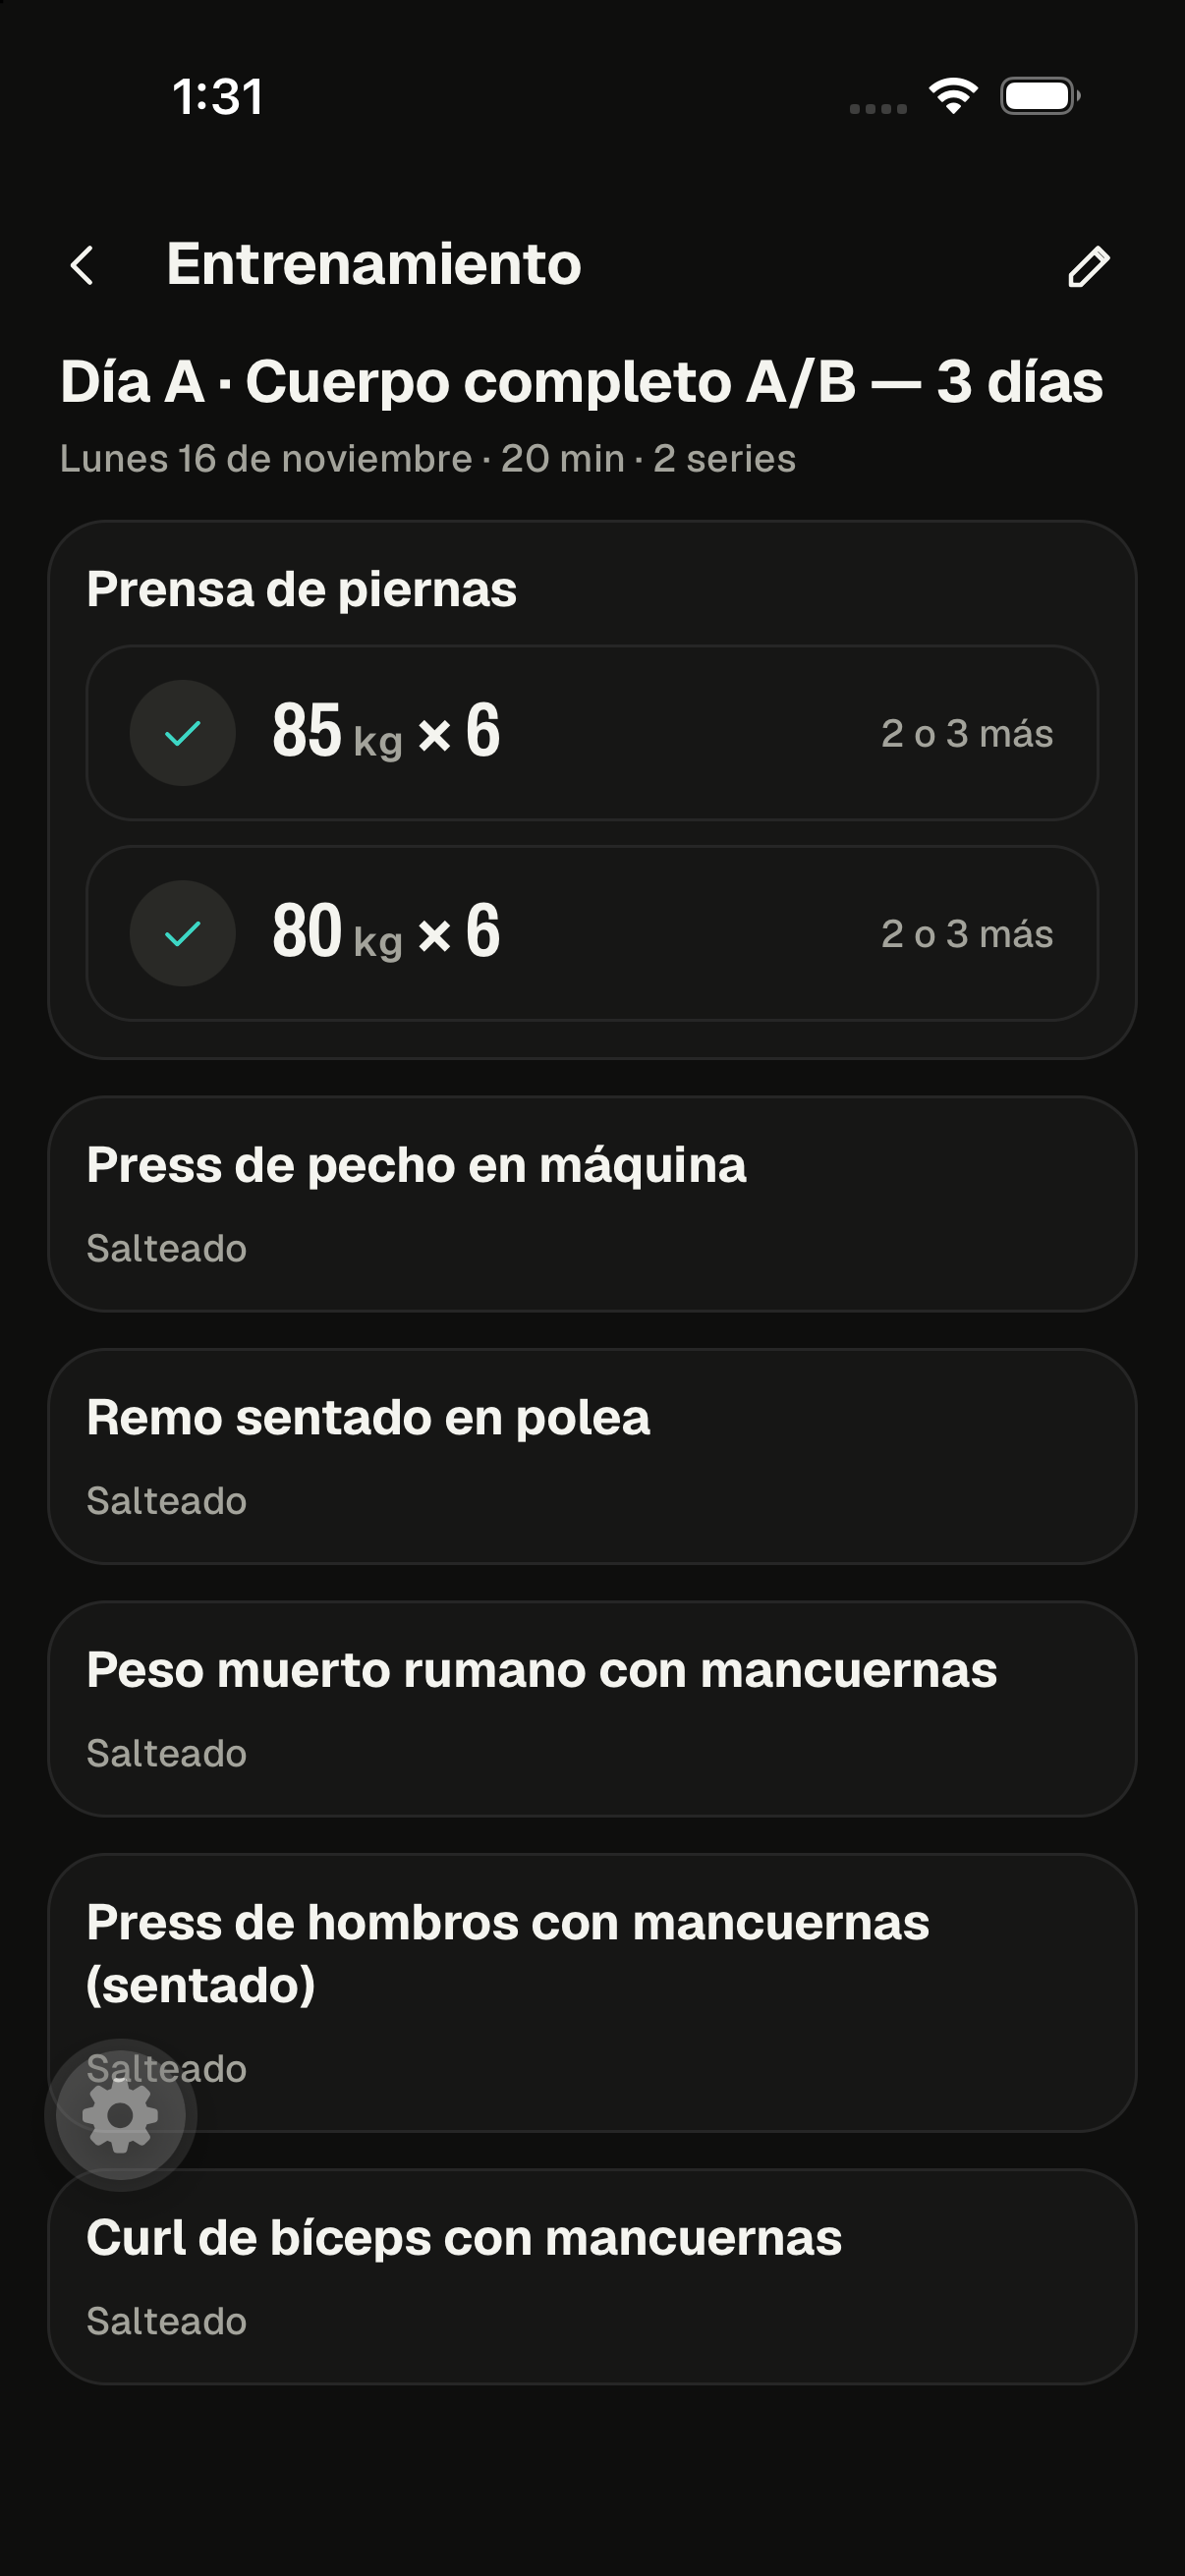 1:31
Entrenamiento
Día A · Cuerpo completo A/B — 3 días
Lunes 16 de noviembre · 20 min · 2 series
Prensa de piernas
85 kg × 6
2 o 3 más
80 kg × 6
2 o 3 más
Press de pecho en máquina
Salteado
Remo sentado en polea
Salteado
Peso muerto rumano con mancuernas
Salteado
Press de hombros con mancuernas
(sentado)
Salteado
Curl de bíceps con mancuernas
Salteado